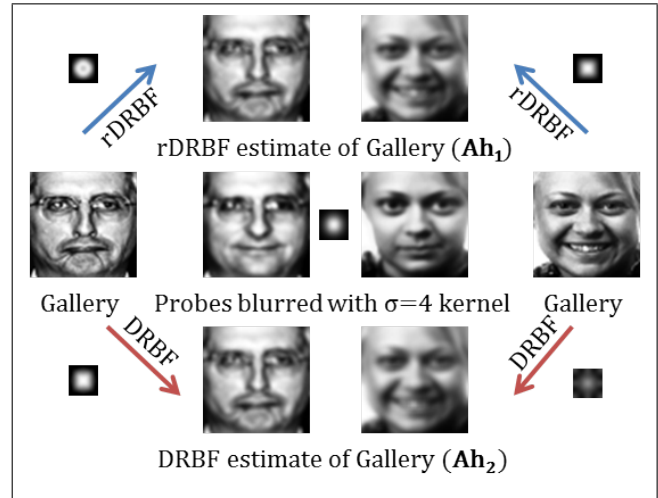 rDRBF
rDRBF
rDRBF estimate of Gallery (Ah₁)
Gallery
Probes blurred with σ=4 kernel
Gallery
DRBF
DRBF
DRBF estimate of Gallery (Ah₂)